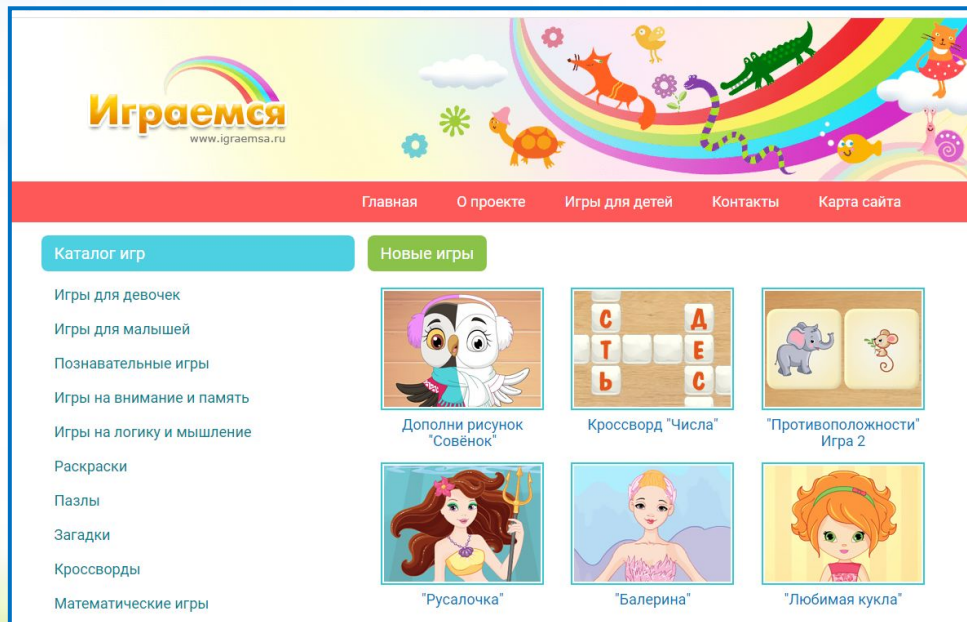 Играемся
www.igraemsa.ru
Главная О проекте Игры для детей Контакты Карта сайта
Каталог игр
Игры для девочек
Игры для малышей
Познавательные игры
Игры на внимание и память
Игры на логику и мышление
Раскраски
Пазлы
Загадки
Кроссворды
Математические игры
Новые игры
С Д
Т Е
Ь С
Дополни рисунок
"Совёнок"
Кроссворд "Числа"
"Противоположности"
Игра 2
"Русалочка"
"Балерина"
"Любимая кукла"